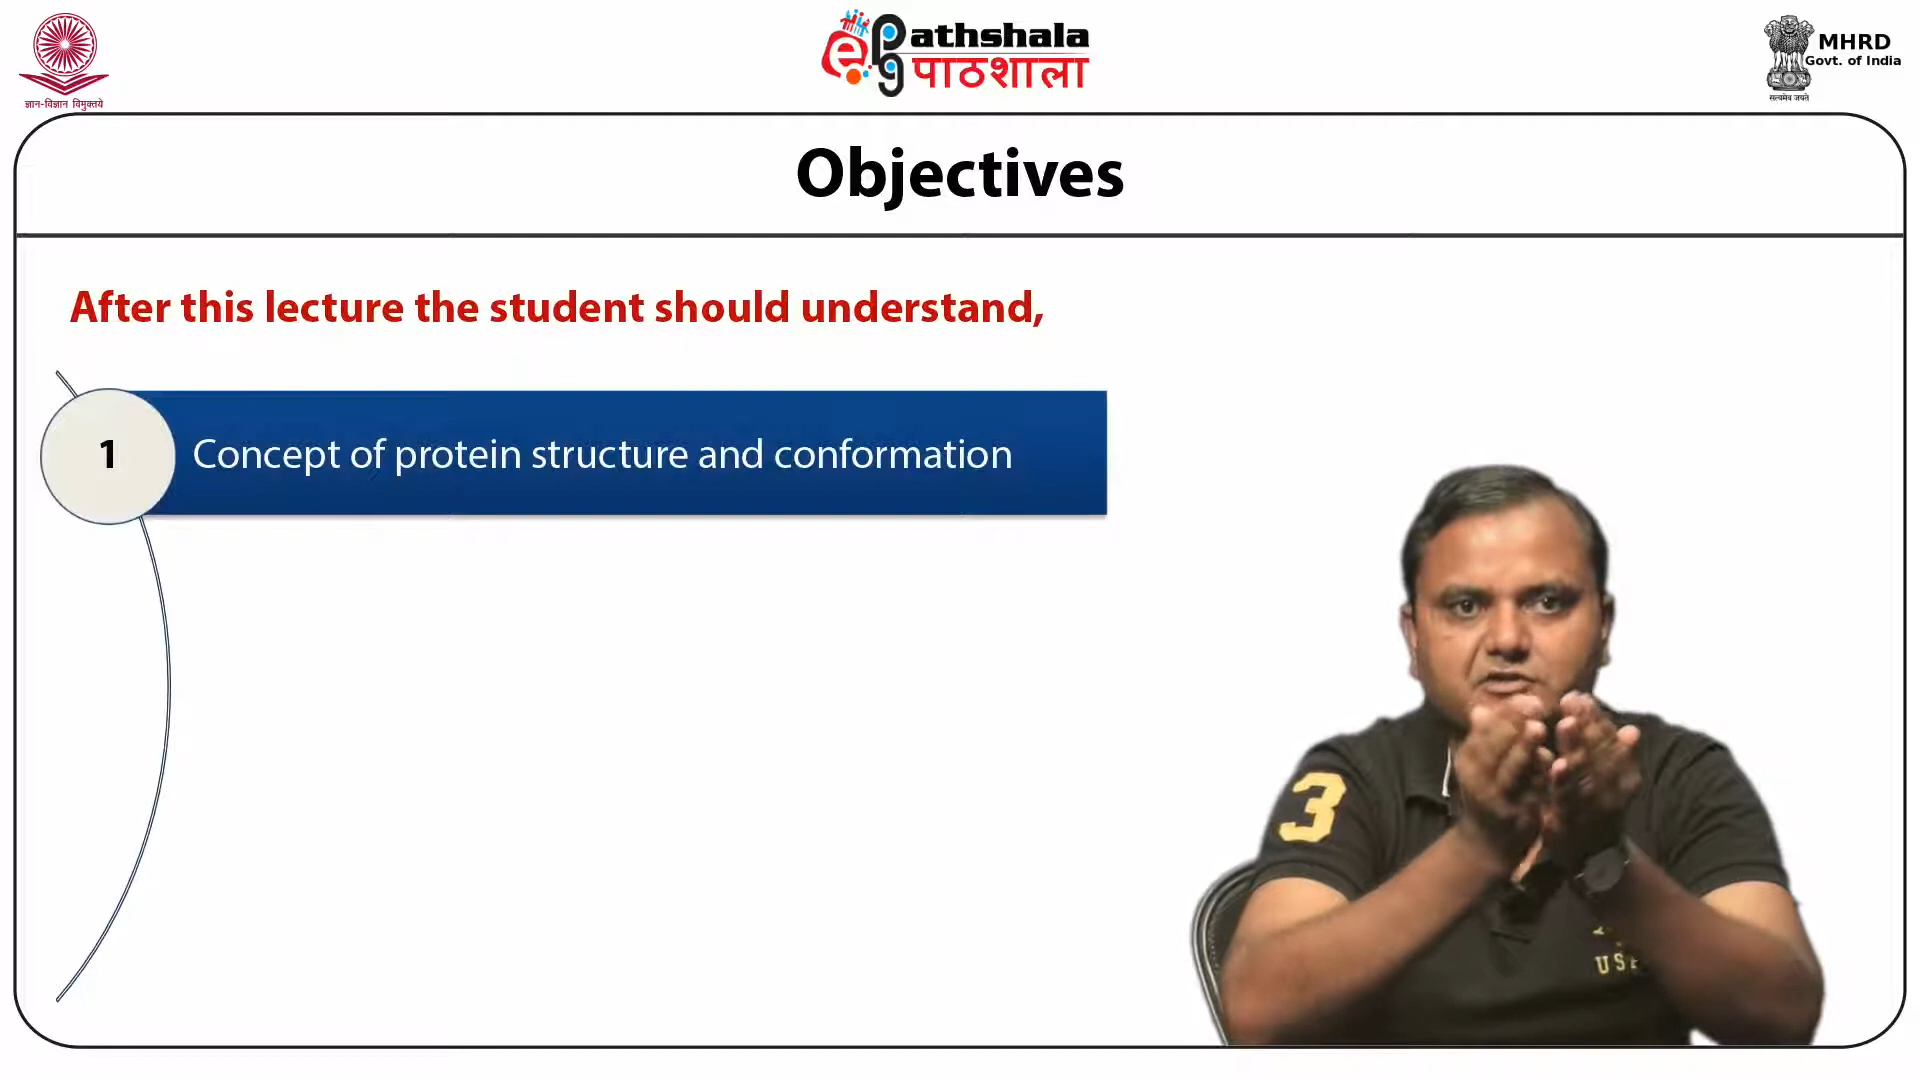 ज्ञान-विज्ञान विमुक्तये
ePathshala
पाठशाला
MHRD
Govt. of India
सत्यमेव जयते
Objectives
After this lecture the student should understand,
1 Concept of protein structure and conformation
3